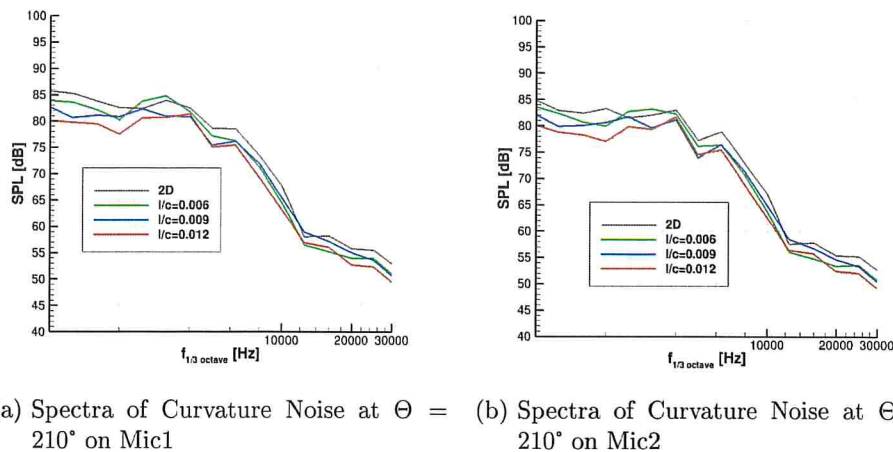 100
95
90
85
80
75
70
65
60
55
50
45
40
SPL [dB]
2D
l/c=0.006
l/c=0.009
l/c=0.012
10000
20000
30000
f1/3 octave [Hz]
100
95
90
85
80
75
70
65
60
55
50
45
40
SPL [dB]
2D
l/c=0.006
l/c=0.009
l/c=0.012
10000
20000
30000
f1/3 octave [Hz]
a) Spectra of Curvature Noise at Θ =
210° on Mic1
(b) Spectra of Curvature Noise at Θ
210° on Mic2